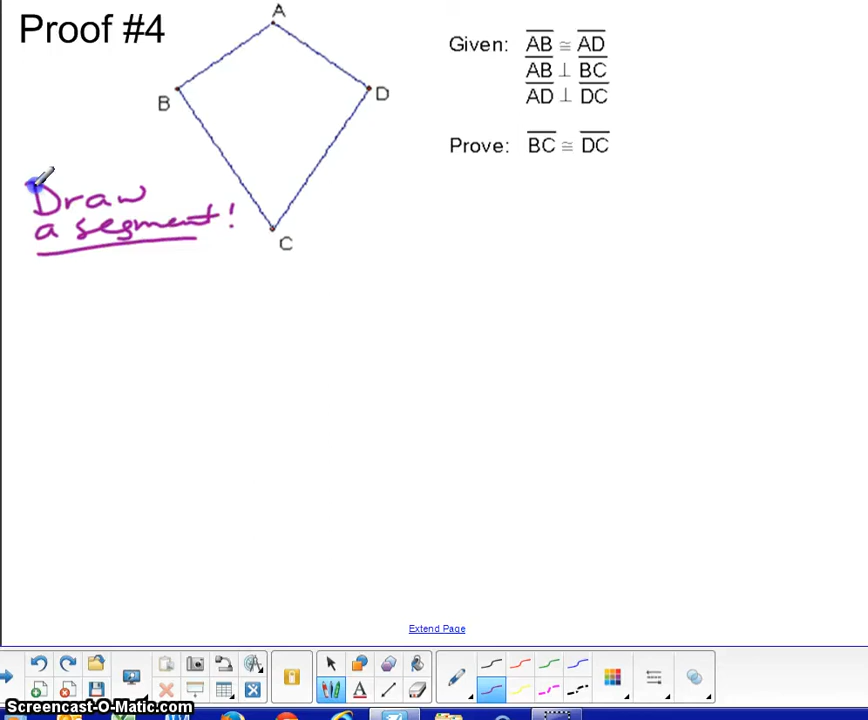 Proof #4
A
B
D
C
Given: AB ≅ AD
AB ⊥ BC
AD ⊥ DC
Prove: BC ≅ DC
Draw
a segment!
Extend Page
A
Screencast-O-Matic.com